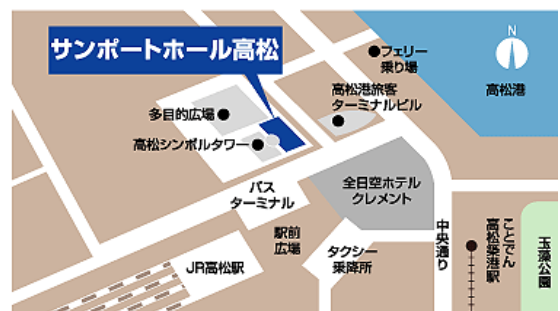 サンポートホール高松
フェリー
乗り場
N
高松港
高松港旅客
ターミナルビル
多目的広場
高松シンボルタワー
全日空ホテル
クレメント
バス
ターミナル
駅前
広場
タクシー
乗降所
JR高松駅
中央通り
ことでん
高松築港駅
玉藻公園